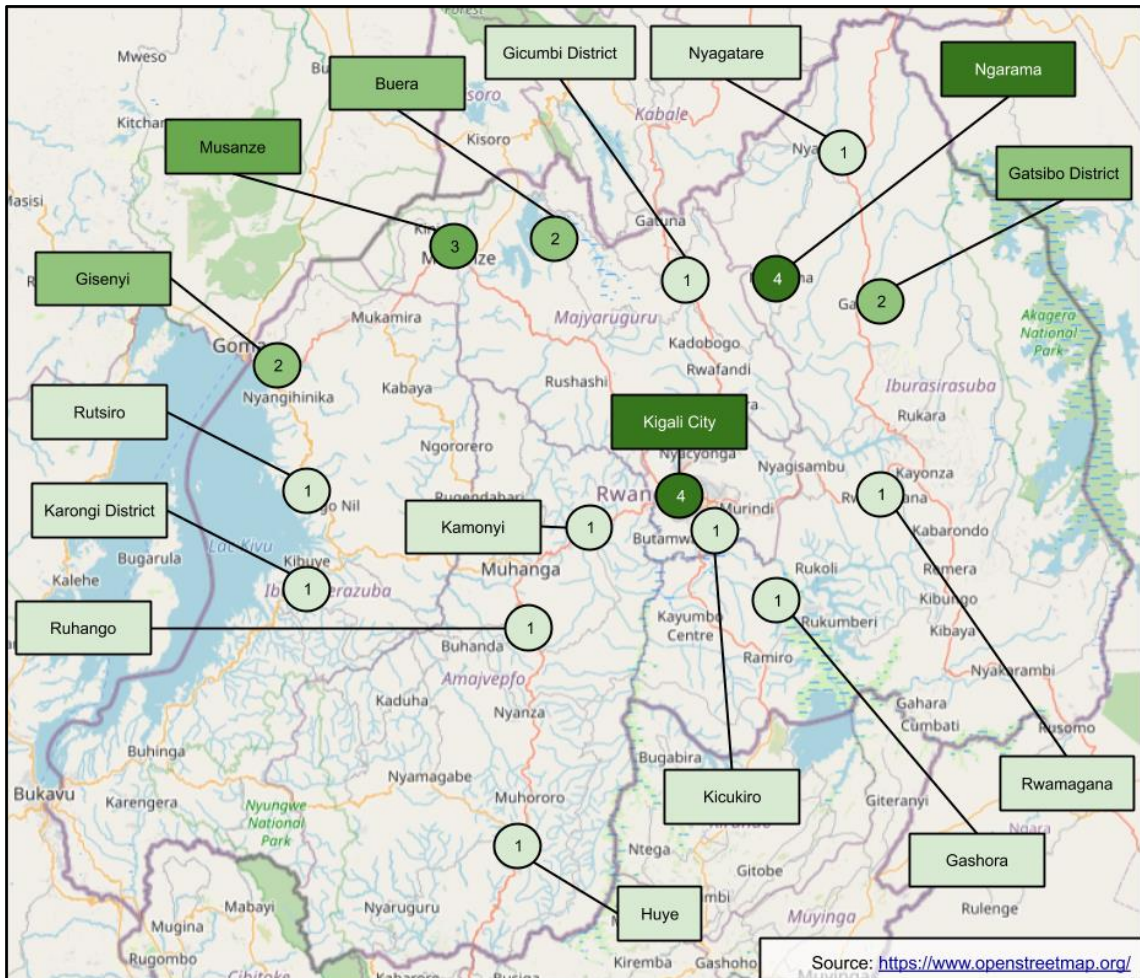 Gicumbi District
Nyagatare
Ngarama
Buera
Mweso
Kabale
Kisoro
Musanze
Gatsibo District
Masisi
1
Gatuna
3
2
1
4
2
Gisenyi
Mukamira
Majyaruguru
Akagera
National
Park
Goma
Kadobogo
2
Rushashi
Rwafandi
Nyangihinika
Kabaya
Iburasirasuba
Rutsiro
Kigali City
Rukara
Ngororero
Nyacyonga
Nyagisambu
Kayonza
1
Karongi District
Kamonyi
1
4
1
1
Murindi
Kabarondo
Bugarula
Lac Kivu
Kibuye
Butamwa
Kalehe
Muhanga
Rukoli
Remera
1
1
Kibungo
Ruhango
1
Kayumbo
Centre
Rukumberi
Kibaya
Buhanda
Ramiro
Nyakarambi
Amajyepfo
Kaduha
Nyanza
Gahara
Cumbati
Rusomo
Buhinga
Bugabira
Nyamagabe
Bukavu
Karengera
Muhororo
Kicukiro
Rwamagana
Giteranyi
Nyungwe
National
Park
Ngara
1
Ntega
Gitobe
Gashora
Mabayi
Nyaruguru
Huye
Mugina
Muyinga
Rulenge
Rugombo
Kiremba
Gashoho
Source: https://www.openstreetmap.org/